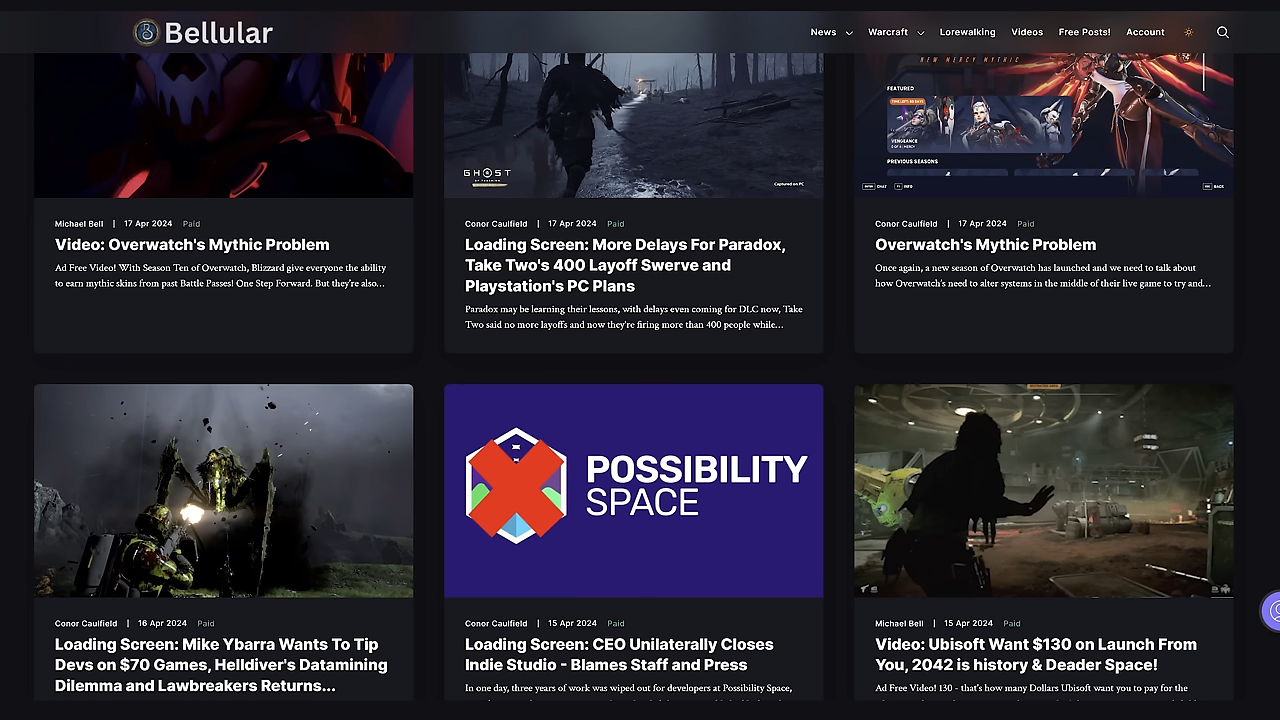 Bellular
News
Warcraft
Lorewalking
Videos
Free Posts!
Account
GHOST
Captured on PC
NEW MERCY MYTHIC
FEATURED
VENGEANCE
PREVIOUS SEASONS
CHAT
INFO
BACK
Michael Bell | 17 Apr 2024 Paid
Video: Overwatch's Mythic Problem
Ad Free Video! With Season Ten of Overwatch, Blizzard give everyone the ability
to earn mythic skins from past Battle Passes! One Step Forward. But they're also...
Conor Caulfield | 17 Apr 2024 Paid
Loading Screen: More Delays For Paradox,
Take Two's 400 Layoff Swerve and
Playstation's PC Plans
Paradox may be learning their lessons, with delays even coming for DLC now, Take
Two said no more layoffs and now they're firing more than 400 people while...
Conor Caulfield | 17 Apr 2024 Paid
Overwatch's Mythic Problem
Once again, a new season of Overwatch has launched and we need to talk about
how Overwatch's need to alter systems in the middle of their live game to try and...
POSSIBILITY
SPACE
Conor Caulfield | 16 Apr 2024 Paid
Loading Screen: Mike Ybarra Wants To Tip
Devs on $70 Games, Helldiver's Datamining
Dilemma and Lawbreakers Returns...
Conor Caulfield | 15 Apr 2024 Paid
Loading Screen: CEO Unilaterally Closes
Indie Studio - Blames Staff and Press
In one day, three years of work was wiped out for developers at Possibility Space,
Michael Bell | 15 Apr 2024 Paid
Video: Ubisoft Want $130 on Launch From
You, 2042 is history & Deader Space!
Ad Free Video! 130 - that's how many Dollars Ubisoft want you to pay for the